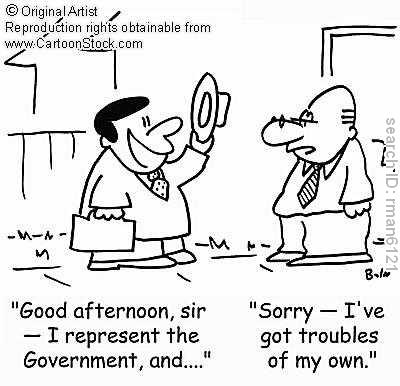 © Original Artist
Reproduction rights obtainable from
www.CartoonStock.com
search ID: rman6121
"Good afternoon, sir
— I represent the
Government, and...."
"Sorry — I've
got troubles
of my own."